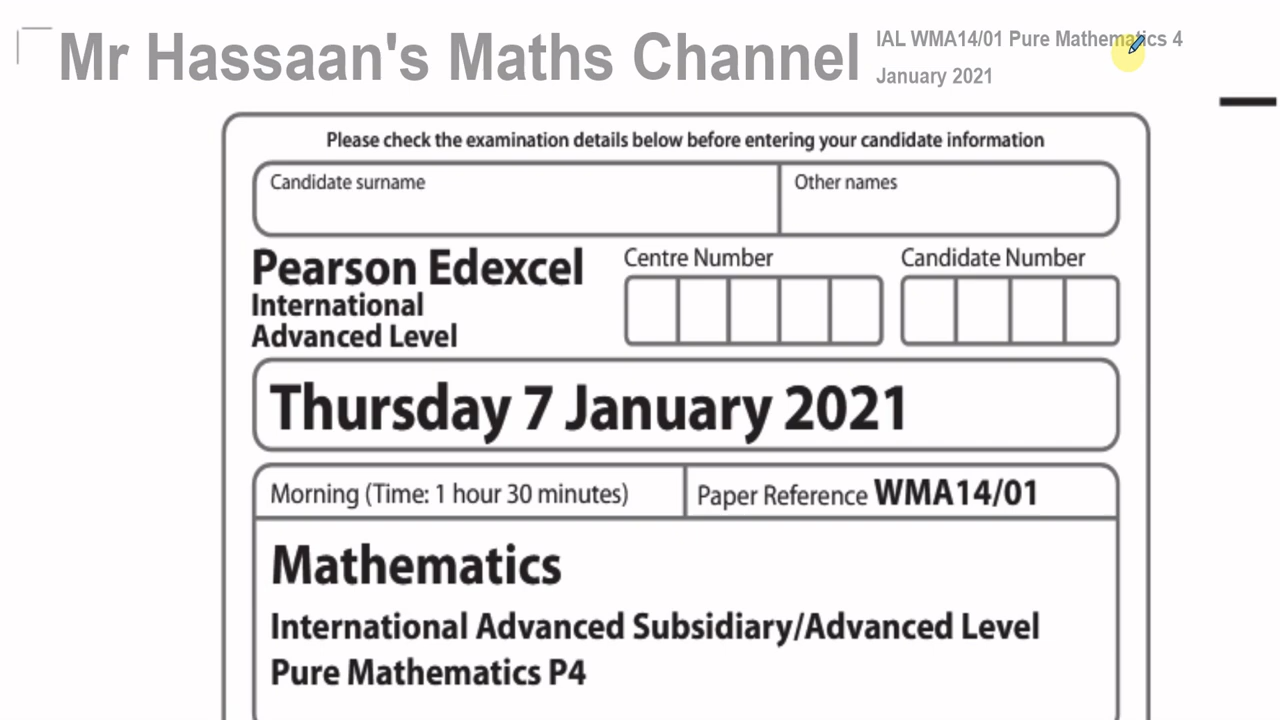 Mr Hassaan's Maths Channel
IAL WMA14/01 Pure Mathematics 4
January 2021
Please check the examination details below before entering your candidate information
Candidate surname
Other names
Pearson Edexcel
International
Advanced Level
Centre Number
Candidate Number
Thursday 7 January 2021
Morning (Time: 1 hour 30 minutes)
Paper Reference WMA14/01
Mathematics
International Advanced Subsidiary/Advanced Level
Pure Mathematics P4